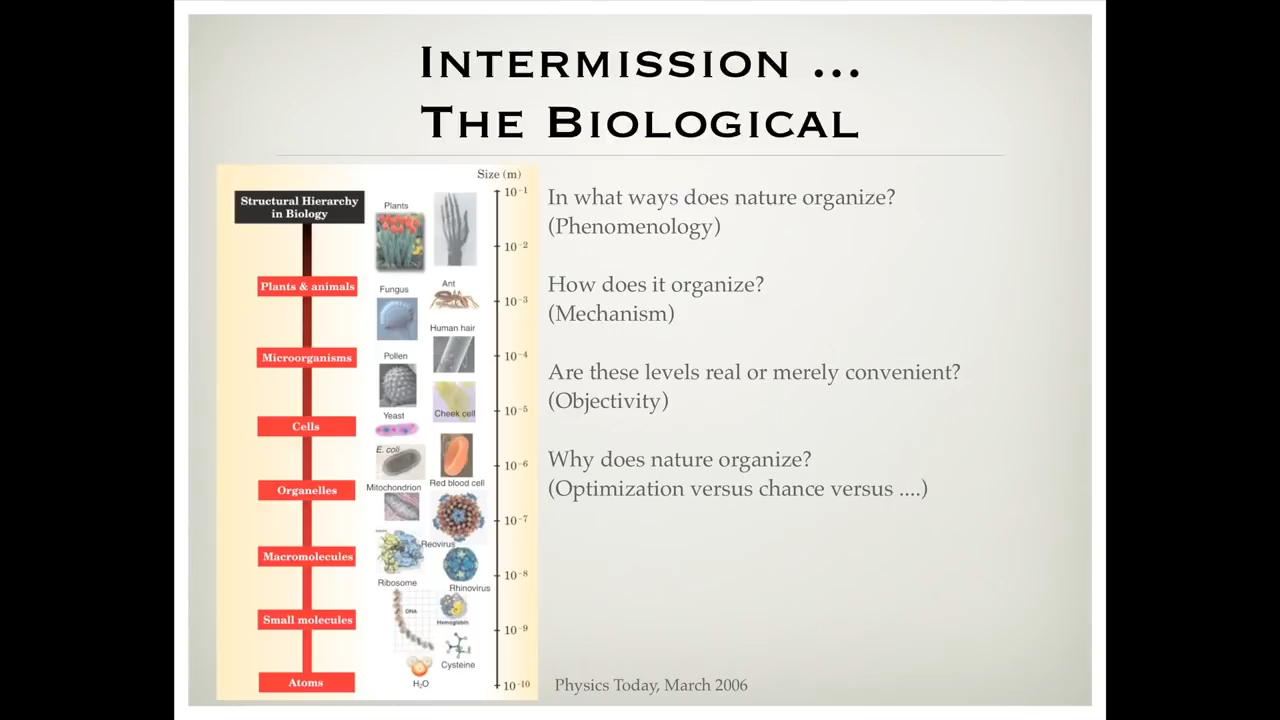 INTERMISSION ...
THE BIOLOGICAL
Size (m)
Structural Hierarchy
in Biology
Plants & animals
Microorganisms
Cells
Organelles
Macromolecules
Small molecules
Atoms
Plants
Fungus
Ant
Human hair
Pollen
Yeast
Cheek cell
E. coli
Mitochondrion
Red blood cell
Reovirus
Ribosome
Rhinovirus
DNA
Hemoglobin
Cysteine
H₂O
10⁻¹
10⁻²
10⁻³
10⁻⁴
10⁻⁵
10⁻⁶
10⁻⁷
10⁻⁸
10⁻⁹
10⁻¹⁰
In what ways does nature organize?
(Phenomenology)
How does it organize?
(Mechanism)
Are these levels real or merely convenient?
(Objectivity)
Why does nature organize?
(Optimization versus chance versus ....)
Physics Today, March 2006